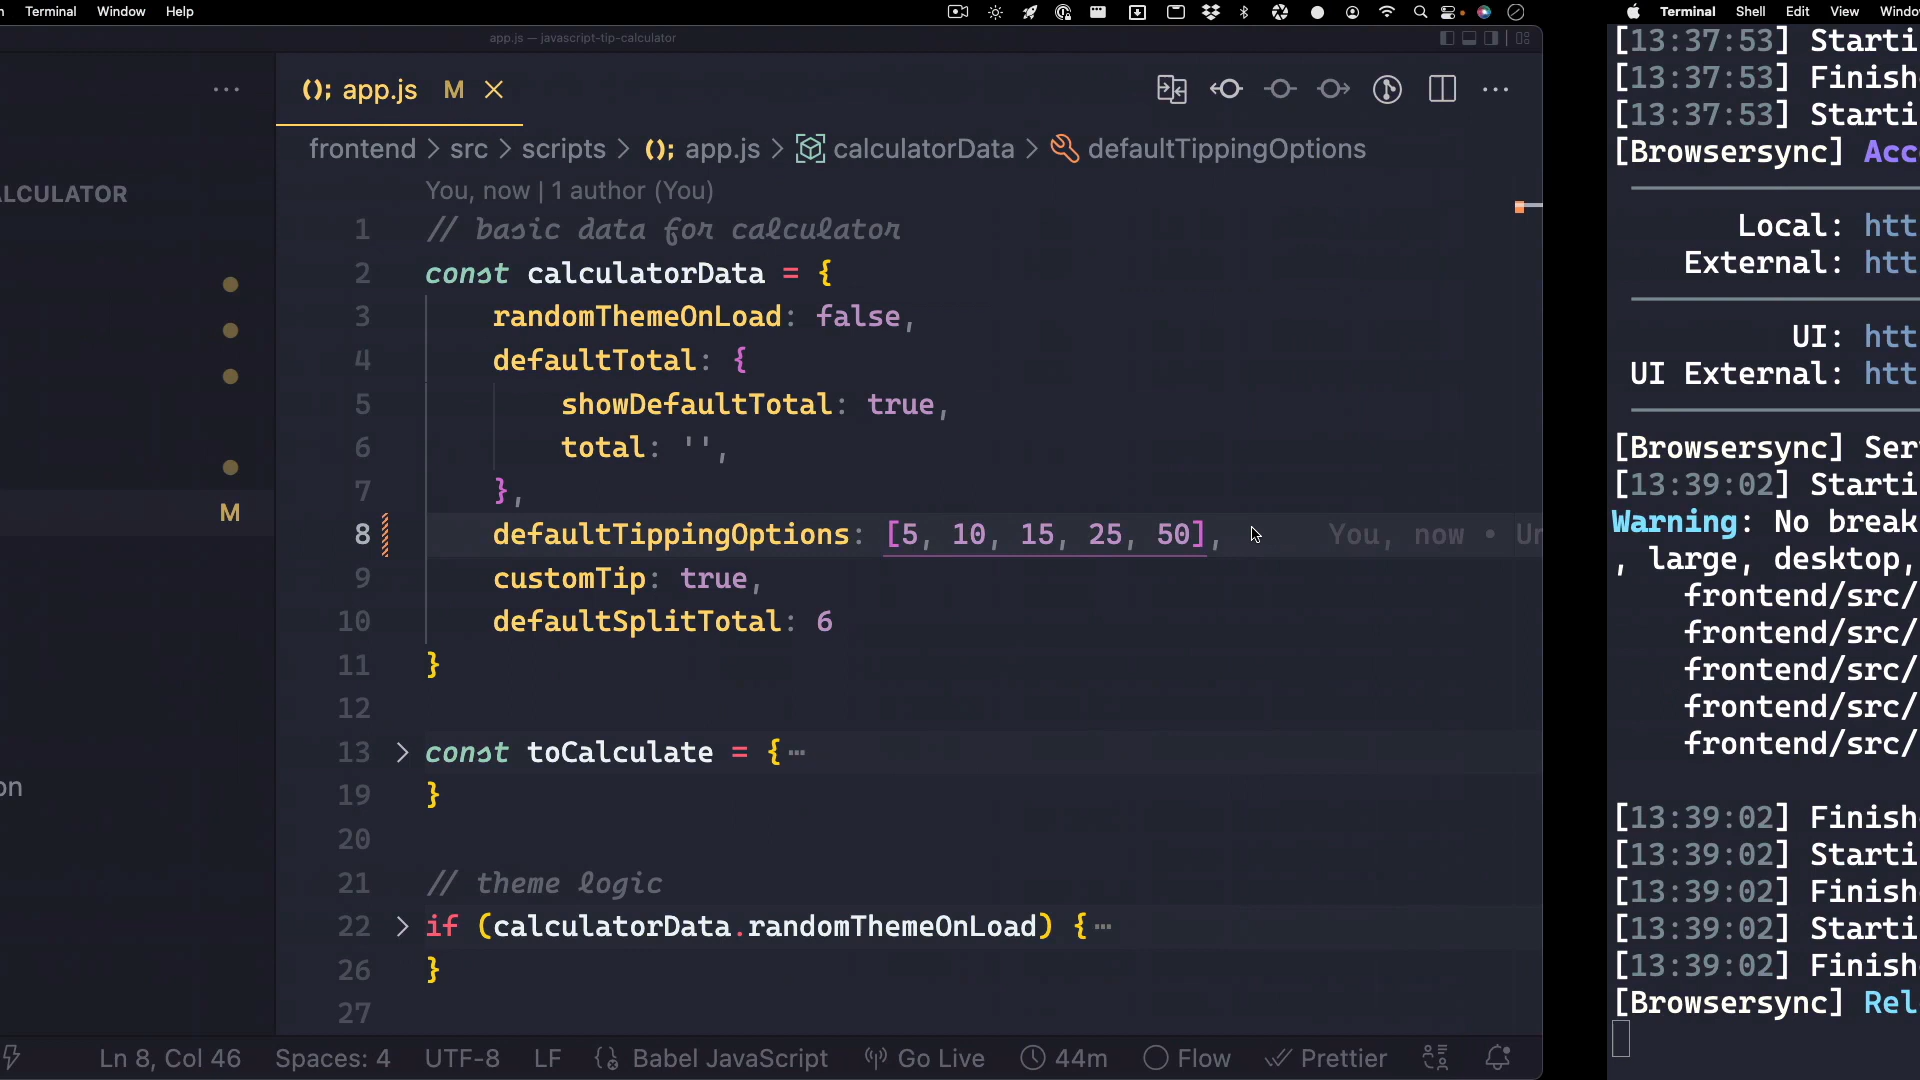 Terminal Window Help
app.js — javascript-tip-calculator
app.js M
frontend > src > scripts > app.js > calculatorData > defaultTippingOptions
ALCULATOR
You, now | 1 author (You)
1 // basic data for calculator
2 const calculatorData = {
3 randomThemeOnLoad: false,
4 defaultTotal: {
5 showDefaultTotal: true,
6 total: '',
7 },
8 defaultTippingOptions: [5, 10, 15, 25, 50], You, now • Un
M
9 customTip: true,
10 defaultSplitTotal: 6
11 }
12
13 > const toCalculate = {…
on
19 }
20
21 // theme logic
22 > if (calculatorData.randomThemeOnLoad) {…
26 }
27
Ln 8, Col 46 Spaces: 4 UTF-8 LF {} Babel JavaScript Go Live 44m Flow Prettier
Terminal Shell Edit View Windo
[13:37:53] Starti
[13:37:53] Finish
[13:37:53] Starti
[Browsersync] Acc
Local: htt
External: htt
UI: htt
UI External: htt
[Browsersync] Ser
[13:39:02] Starti
Warning: No break
, large, desktop,
frontend/src/
frontend/src/
frontend/src/
frontend/src/
frontend/src/
[13:39:02] Finish
[13:39:02] Starti
[13:39:02] Finish
[13:39:02] Starti
[13:39:02] Finish
[Browsersync] Rel